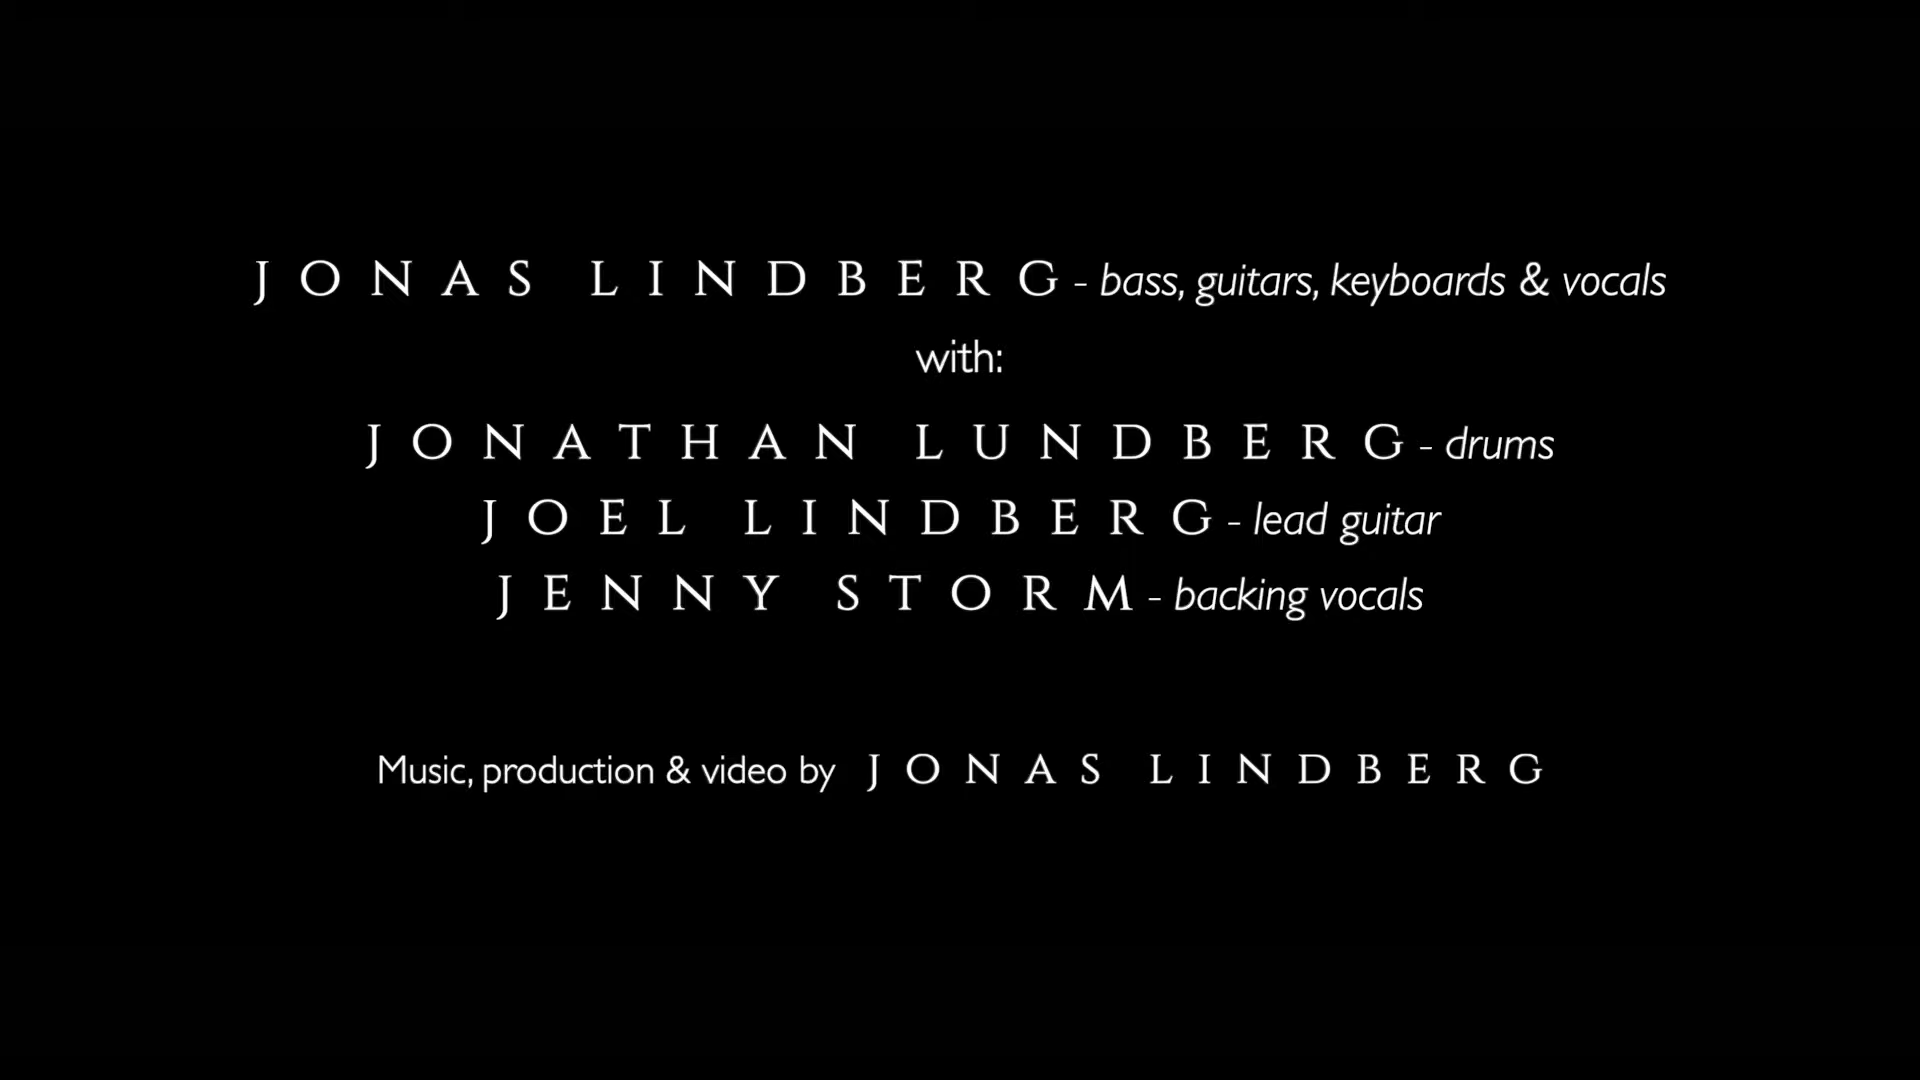 JONAS LINDBERG - bass, guitars, keyboards & vocals
with:
JONATHAN LUNDBERG - drums
JOEL LINDBERG - lead guitar
JENNY STORM - backing vocals
Music, production & video by JONAS LINDBERG